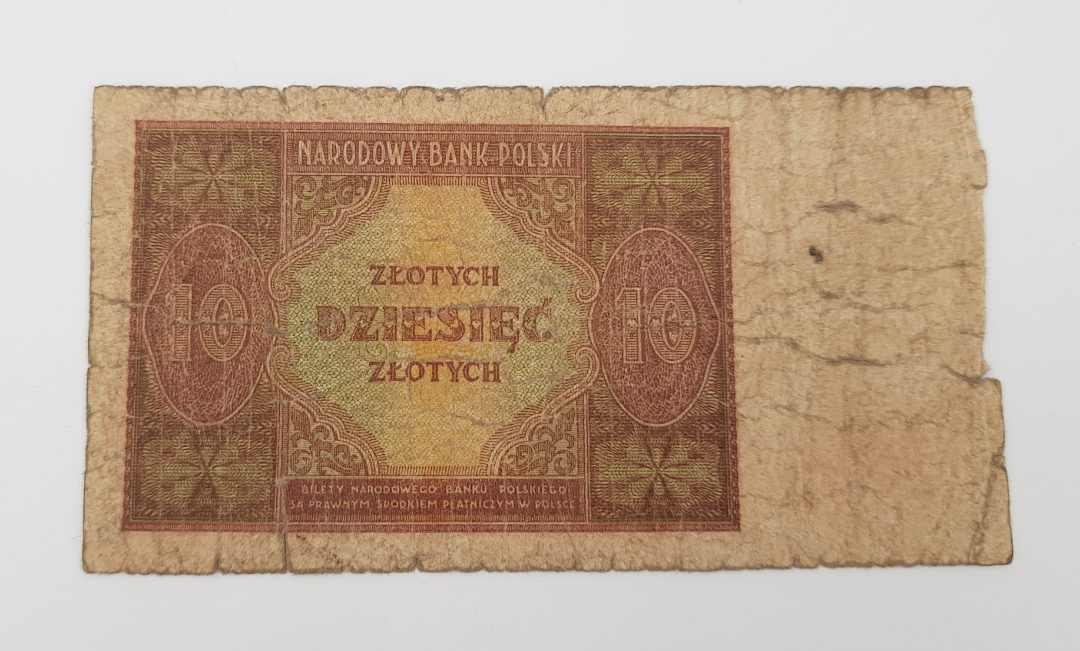 NARODOWY BANK POLSKI
10
ZŁOTYCH
DZIESIĘĆ
ZŁOTYCH
10
BILETY NARODOWEGO BANKU POLSKIEGO
SĄ PRAWNYM ŚRODKIEM PŁATNICZYM W POLSCE